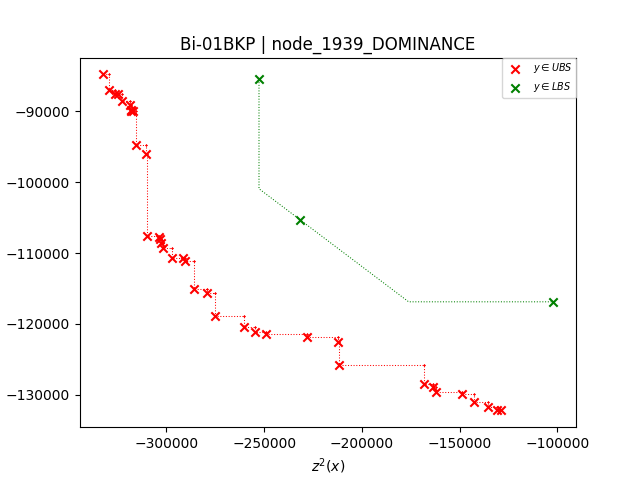 Bi-01BKP | node_1939_DOMINANCE
y ∈ UBS
y ∈ LBS
−90000
−100000
−110000
−120000
−130000
−300000 −250000 −200000 −150000 −100000
z²(x)